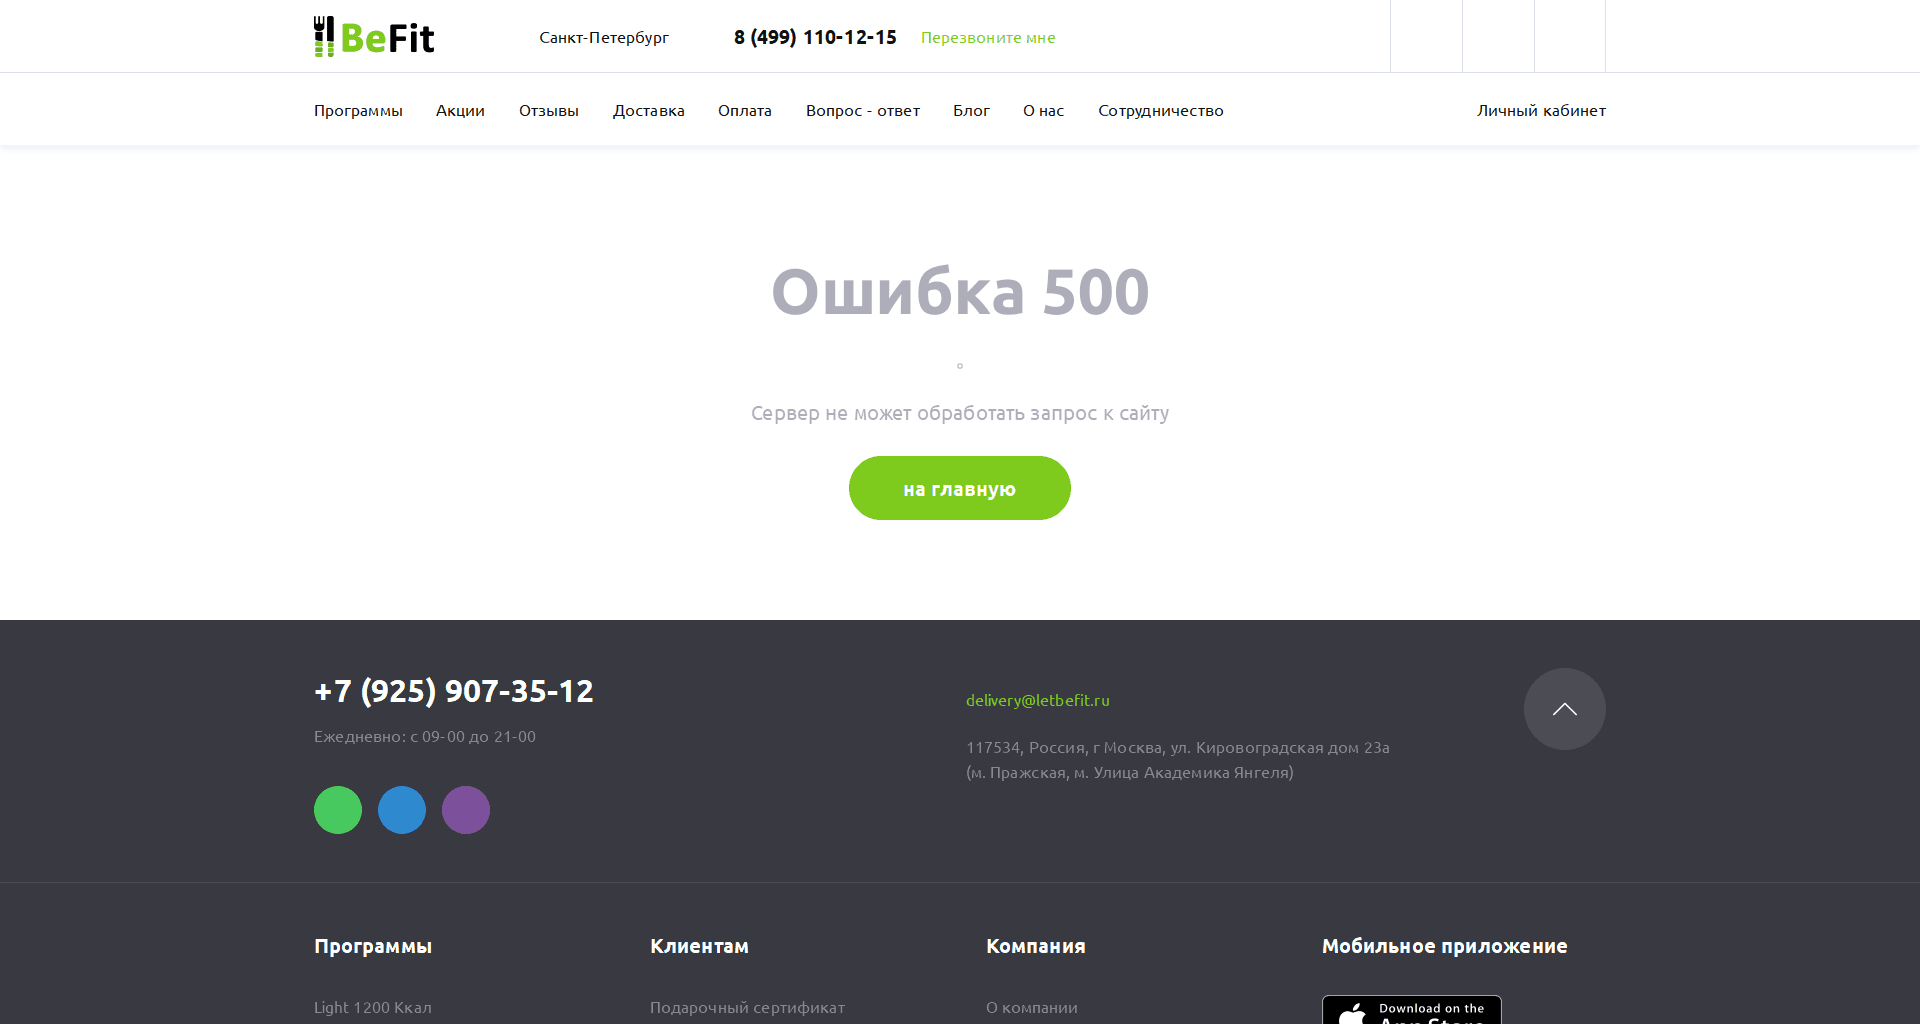 BeFit
Санкт-Петербург
8 (499) 110-12-15
Перезвоните мне
Программы
Акции
Отзывы
Доставка
Оплата
Вопрос - ответ
Блог
О нас
Сотрудничество
Личный кабинет
Ошибка 500
Сервер не может обработать запрос к сайту
на главную
+7 (925) 907-35-12
Ежедневно: с 09-00 до 21-00
delivery@letbefit.ru
117534, Россия, г Москва, ул. Кировоградская дом 23а
(м. Пражская, м. Улица Академика Янгеля)
Программы
Клиентам
Компания
Мобильное приложение
Light 1200 Ккал
Подарочный сертификат
О компании
Download on the
App Store